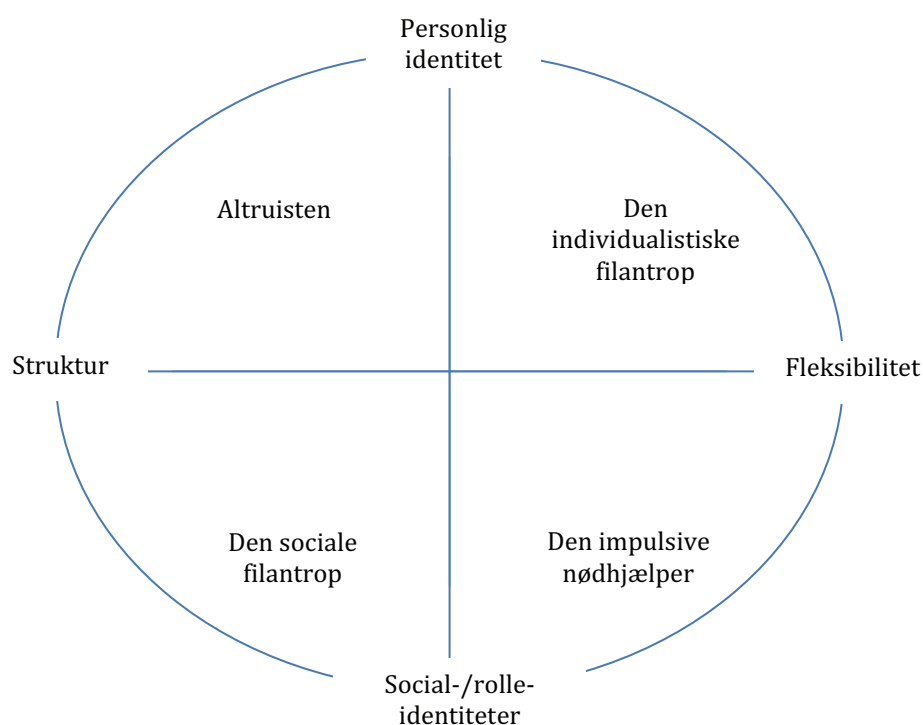 Personlig
identitet
Altruisten
Den
individualistiske
filantrop
Struktur
Fleksibilitet
Den sociale
filantrop
Den impulsive
nødhjælper
Social-/rolle-
identiteter